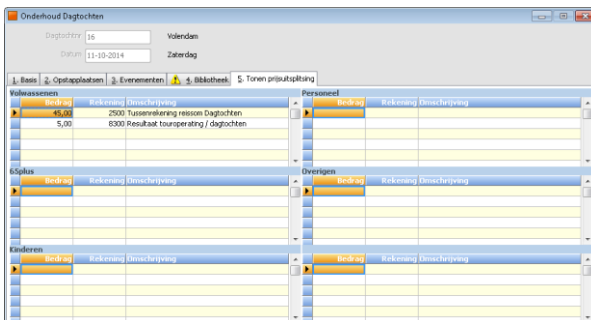 Onderhoud Dagtochten
Dagtochtnr 16 Volendam
Datum 11-10-2014 Zaterdag
1. Basis 2. Opstapplaatsen 3. Evenementen 4. Bibliotheek 5. Tonen prijsuitsplitsing
Volwassenen
Bedrag Rekening Omschrijving
45,00 2500 Tussenrekening reissom Dagtochten
5,00 8300 Resultaat touroperating / dagtochten
Personeel
Bedrag Rekening Omschrijving
65plus
Bedrag Rekening Omschrijving
Overigen
Bedrag Rekening Omschrijving
Kinderen
Bedrag Rekening Omschrijving
Bedrag Rekening Omschrijving